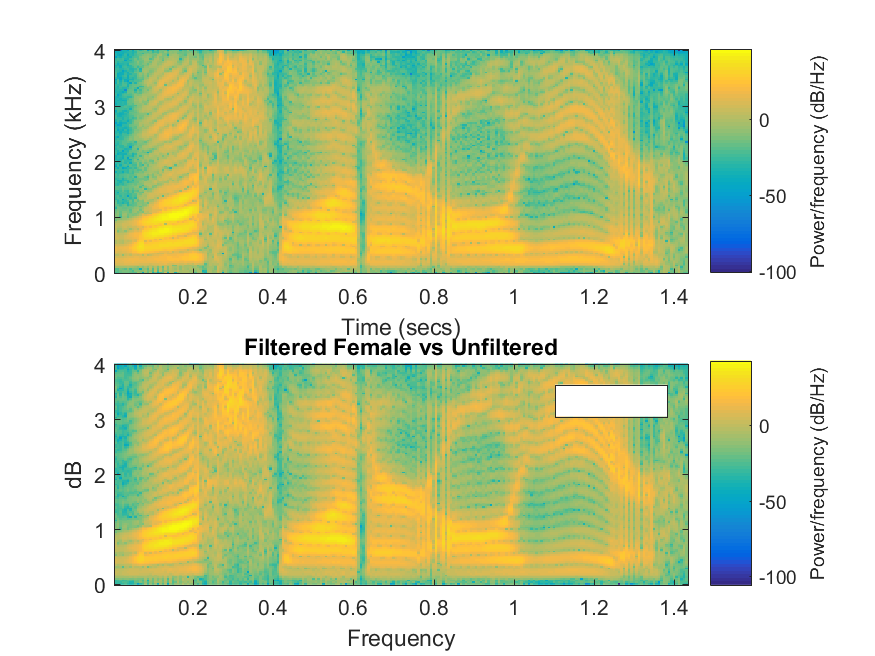 4
3
2
1
0
Frequency (kHz)
0.2 0.4 0.6 0.8 1 1.2 1.4
Time (secs)
0
-50
-100
Power/frequency (dB/Hz)
Filtered Female vs Unfiltered
4
3
2
1
0
dB
0.2 0.4 0.6 0.8 1 1.2 1.4
Frequency
0
-50
-100
Power/frequency (dB/Hz)